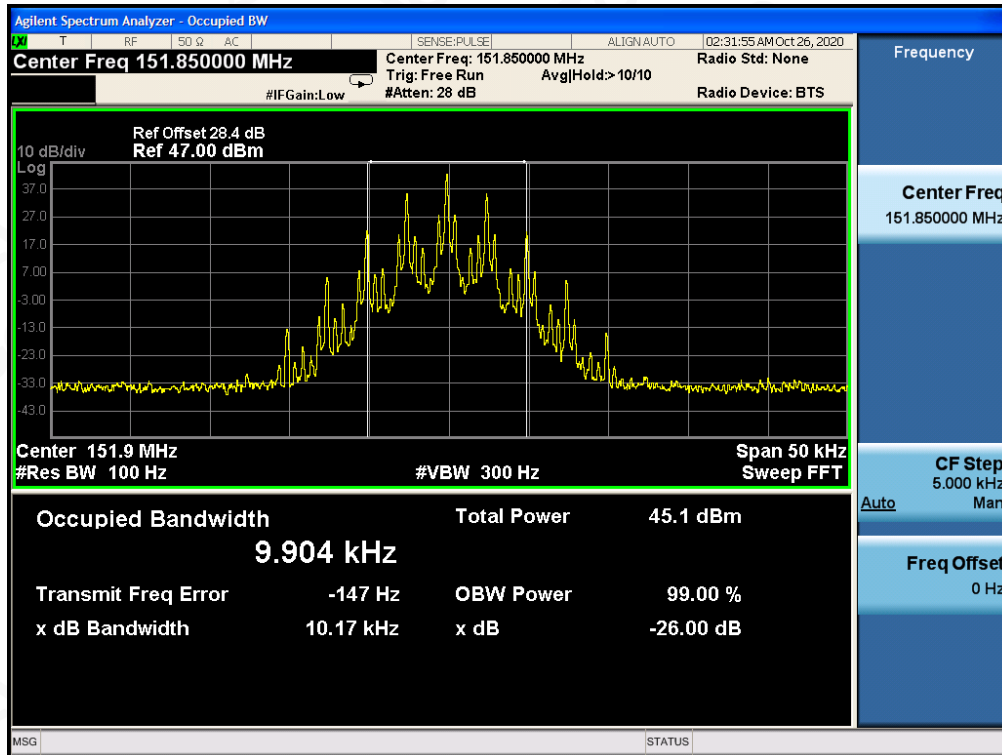 Agilent Spectrum Analyzer - Occupied BW
LXI T RF 50 Ω AC SENSE:PULSE ALIGN AUTO 02:31:55 AM Oct 26, 2020
Center Freq 151.850000 MHz
Center Freq: 151.850000 MHz
Radio Std: None
Trig: Free Run Avg|Hold:>10/10
#IFGain:Low
#Atten: 28 dB
Radio Device: BTS
Ref Offset 28.4 dB
10 dB/div Ref 47.00 dBm
Log
37.0
27.0
17.0
7.00
-3.00
-13.0
-23.0
-33.0
-43.0
Center 151.9 MHz
Span 50 kHz
#Res BW 100 Hz
#VBW 300 Hz
Sweep FFT
Occupied Bandwidth
9.904 kHz
Total Power 45.1 dBm
Transmit Freq Error -147 Hz
OBW Power 99.00 %
x dB Bandwidth 10.17 kHz
x dB -26.00 dB
MSG
STATUS
Frequency
Center Freq
151.850000 MHz
CF Step
5.000 kHz
Auto Man
Freq Offset
0 Hz